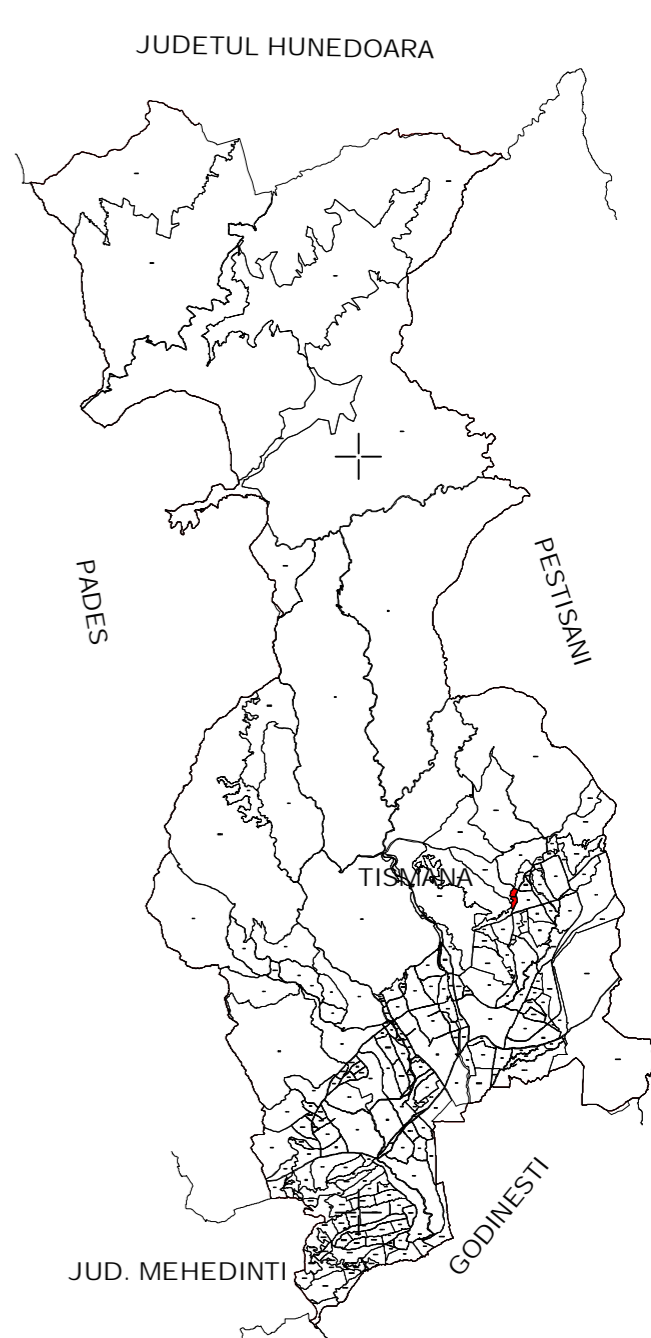 JUDETUL HUNEDOARA
PADES
PESTISANI
TISMANA
GODINESTI
JUD. MEHEDINTI